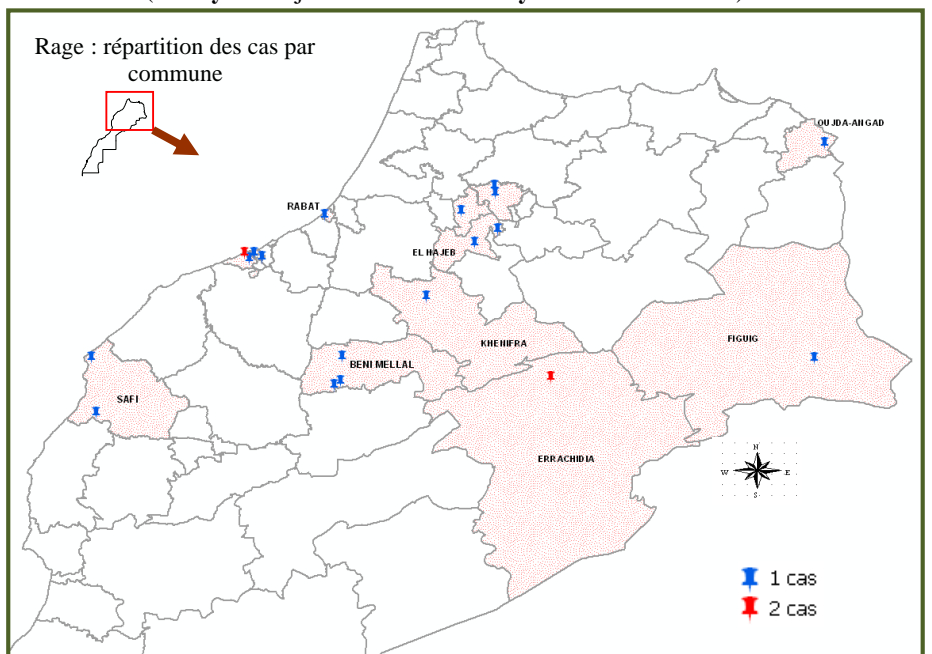 Rage : répartition des cas par
commune
OUJDA-ANGAD
RABAT
EL HAJEB
KHENIFRA
FIGUIG
BENI MELLAL
SAFI
ERRACHIDIA
N
W E
S
1 cas
2 cas